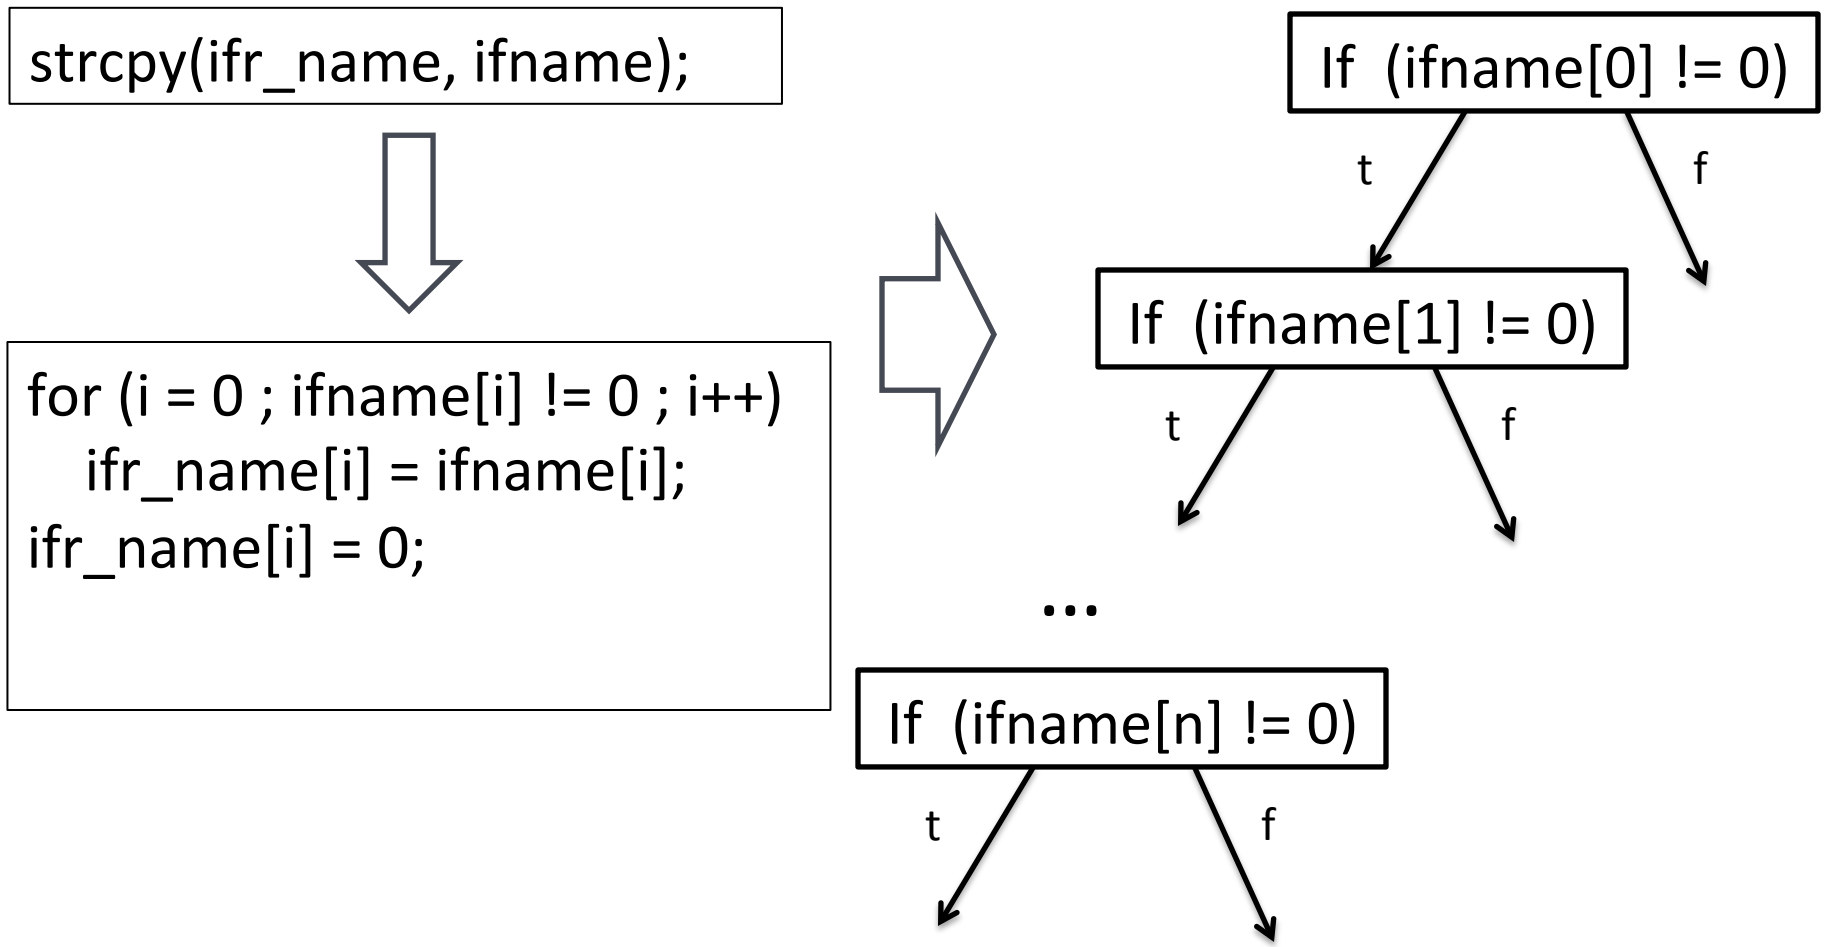 strcpy(ifr_name, ifname);
for (i = 0 ; ifname[i] != 0 ; i++)
ifr_name[i] = ifname[i];
ifr_name[i] = 0;
If (ifname[0] != 0)
t
f
If (ifname[1] != 0)
t
f
...
If (ifname[n] != 0)
t
f